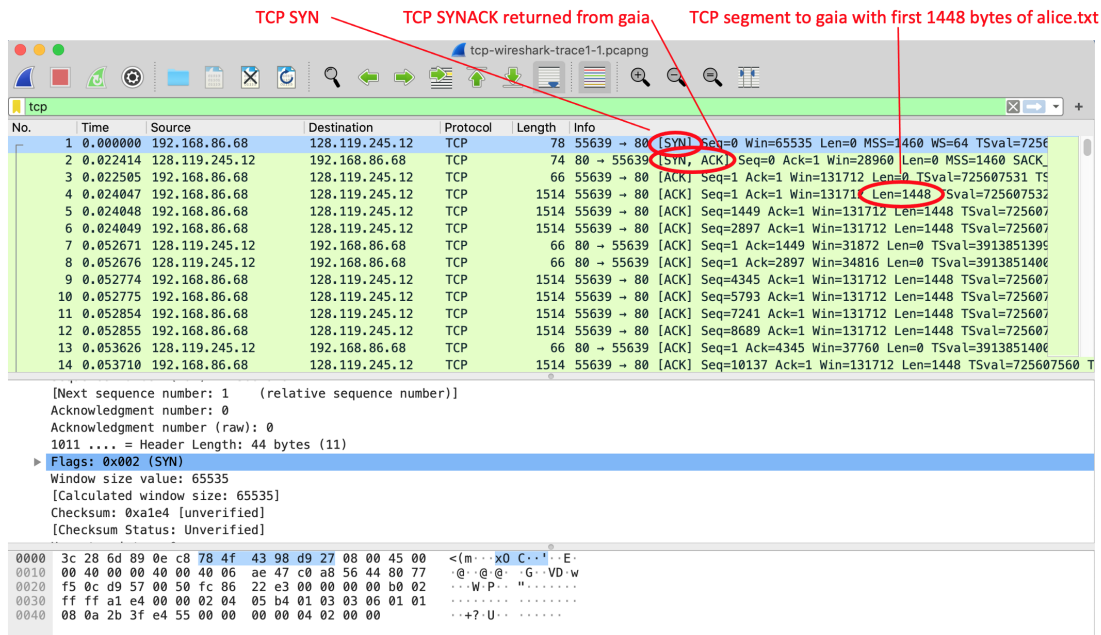 TCP SYN TCP SYNACK returned from gaia TCP segment to gaia with first 1448 bytes of alice.txt
tcp-wireshark-trace1-1.pcapng
tcp
No. Time Source Destination Protocol Length Info
1 0.000000 192.168.86.68 128.119.245.12 TCP 78 55639 → 80 [SYN] Seq=0 Win=65535 Len=0 MSS=1460 WS=64 TSval=7256
2 0.022414 128.119.245.12 192.168.86.68 TCP 74 80 → 55639 [SYN, ACK] Seq=0 Ack=1 Win=28960 Len=0 MSS=1460 SACK_
3 0.022505 192.168.86.68 128.119.245.12 TCP 66 55639 → 80 [ACK] Seq=1 Ack=1 Win=131712 Len=0 TSval=725607531 TS
4 0.024047 192.168.86.68 128.119.245.12 TCP 1514 55639 → 80 [ACK] Seq=1 Ack=1 Win=131712 Len=1448 TSval=725607532
5 0.024048 192.168.86.68 128.119.245.12 TCP 1514 55639 → 80 [ACK] Seq=1449 Ack=1 Win=131712 Len=1448 TSval=725607
6 0.024049 192.168.86.68 128.119.245.12 TCP 1514 55639 → 80 [ACK] Seq=2897 Ack=1 Win=131712 Len=1448 TSval=725607
7 0.052671 128.119.245.12 192.168.86.68 TCP 66 80 → 55639 [ACK] Seq=1 Ack=1449 Win=31872 Len=0 TSval=3913851399
8 0.052676 128.119.245.12 192.168.86.68 TCP 66 80 → 55639 [ACK] Seq=1 Ack=2897 Win=34816 Len=0 TSval=3913851400
9 0.052774 192.168.86.68 128.119.245.12 TCP 1514 55639 → 80 [ACK] Seq=4345 Ack=1 Win=131712 Len=1448 TSval=725607
10 0.052775 192.168.86.68 128.119.245.12 TCP 1514 55639 → 80 [ACK] Seq=5793 Ack=1 Win=131712 Len=1448 TSval=725607
11 0.052854 192.168.86.68 128.119.245.12 TCP 1514 55639 → 80 [ACK] Seq=7241 Ack=1 Win=131712 Len=1448 TSval=725607
12 0.052855 192.168.86.68 128.119.245.12 TCP 1514 55639 → 80 [ACK] Seq=8689 Ack=1 Win=131712 Len=1448 TSval=725607
13 0.053626 128.119.245.12 192.168.86.68 TCP 66 80 → 55639 [ACK] Seq=1 Ack=4345 Win=37760 Len=0 TSval=3913851400
14 0.053710 192.168.86.68 128.119.245.12 TCP 1514 55639 → 80 [ACK] Seq=10137 Ack=1 Win=131712 Len=1448 TSval=725607560 T
[Next sequence number: 1 (relative sequence number)]
Acknowledgment number: 0
Acknowledgment number (raw): 0
1011 .... = Header Length: 44 bytes (11)
Flags: 0x002 (SYN)
Window size value: 65535
[Calculated window size: 65535]
Checksum: 0xa1e4 [unverified]
[Checksum Status: Unverified]
0000 3c 28 6d 89 0e c8 78 4f 43 98 d9 27 08 00 45 00 <(m···xO C··'··E·
0010 00 40 00 00 40 00 40 06 ae 47 c0 a8 56 44 80 77 ·@··@·@· ·G··VD·w
0020 f5 0c d9 57 00 50 fc 86 22 e3 00 00 00 00 b0 02 ···W·P·· "·······
0030 ff ff a1 e4 00 00 02 04 05 b4 01 03 03 06 01 01 ········ ········
0040 08 0a 2b 3f e4 55 00 00 00 00 04 02 00 00 ··+?·U·· ······